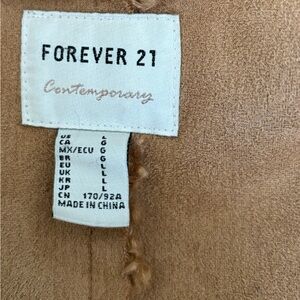 FOREVER 21
Contemporary
US L
CA G
MX/ECU G
BR G
EU L
UK L
KR L
JP L
CN 170/92A
MADE IN CHINA